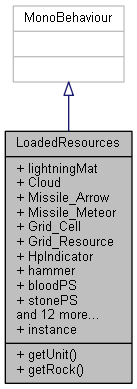 MonoBehaviour
LoadedResources
+ lightningMat
+ Cloud
+ Missile_Arrow
+ Missile_Meteor
+ Grid_Cell
+ Grid_Resource
+ HpIndicator
+ hammer
+ bloodPS
+ stonePS
and 12 more...
+ instance
+ getUnit()
+ getRock()